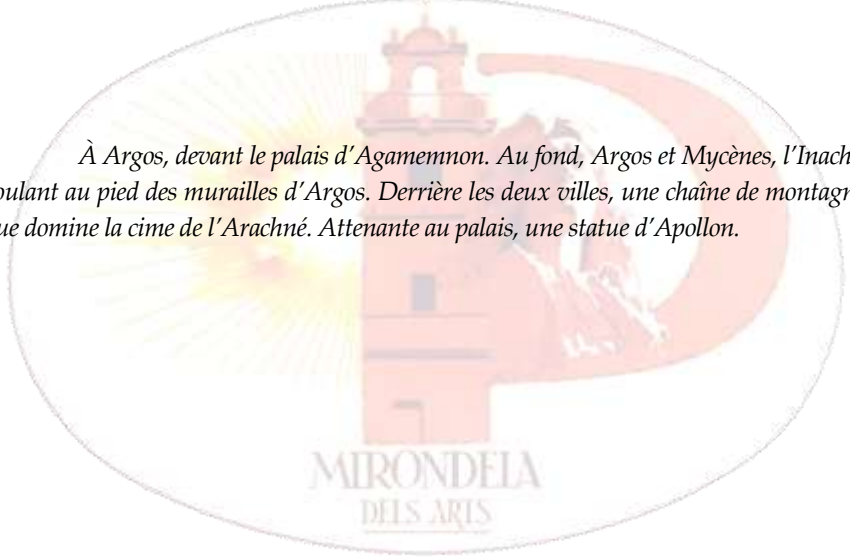 À Argos, devant le palais d’Agamemnon. Au fond, Argos et Mycènes, l’Inach
oulant au pied des murailles d’Argos. Derrière les deux villes, une chaîne de montagn
ue domine la cime de l’Arachné. Attenante au palais, une statue d’Apollon.
MIRONDELA
DELS ARTS